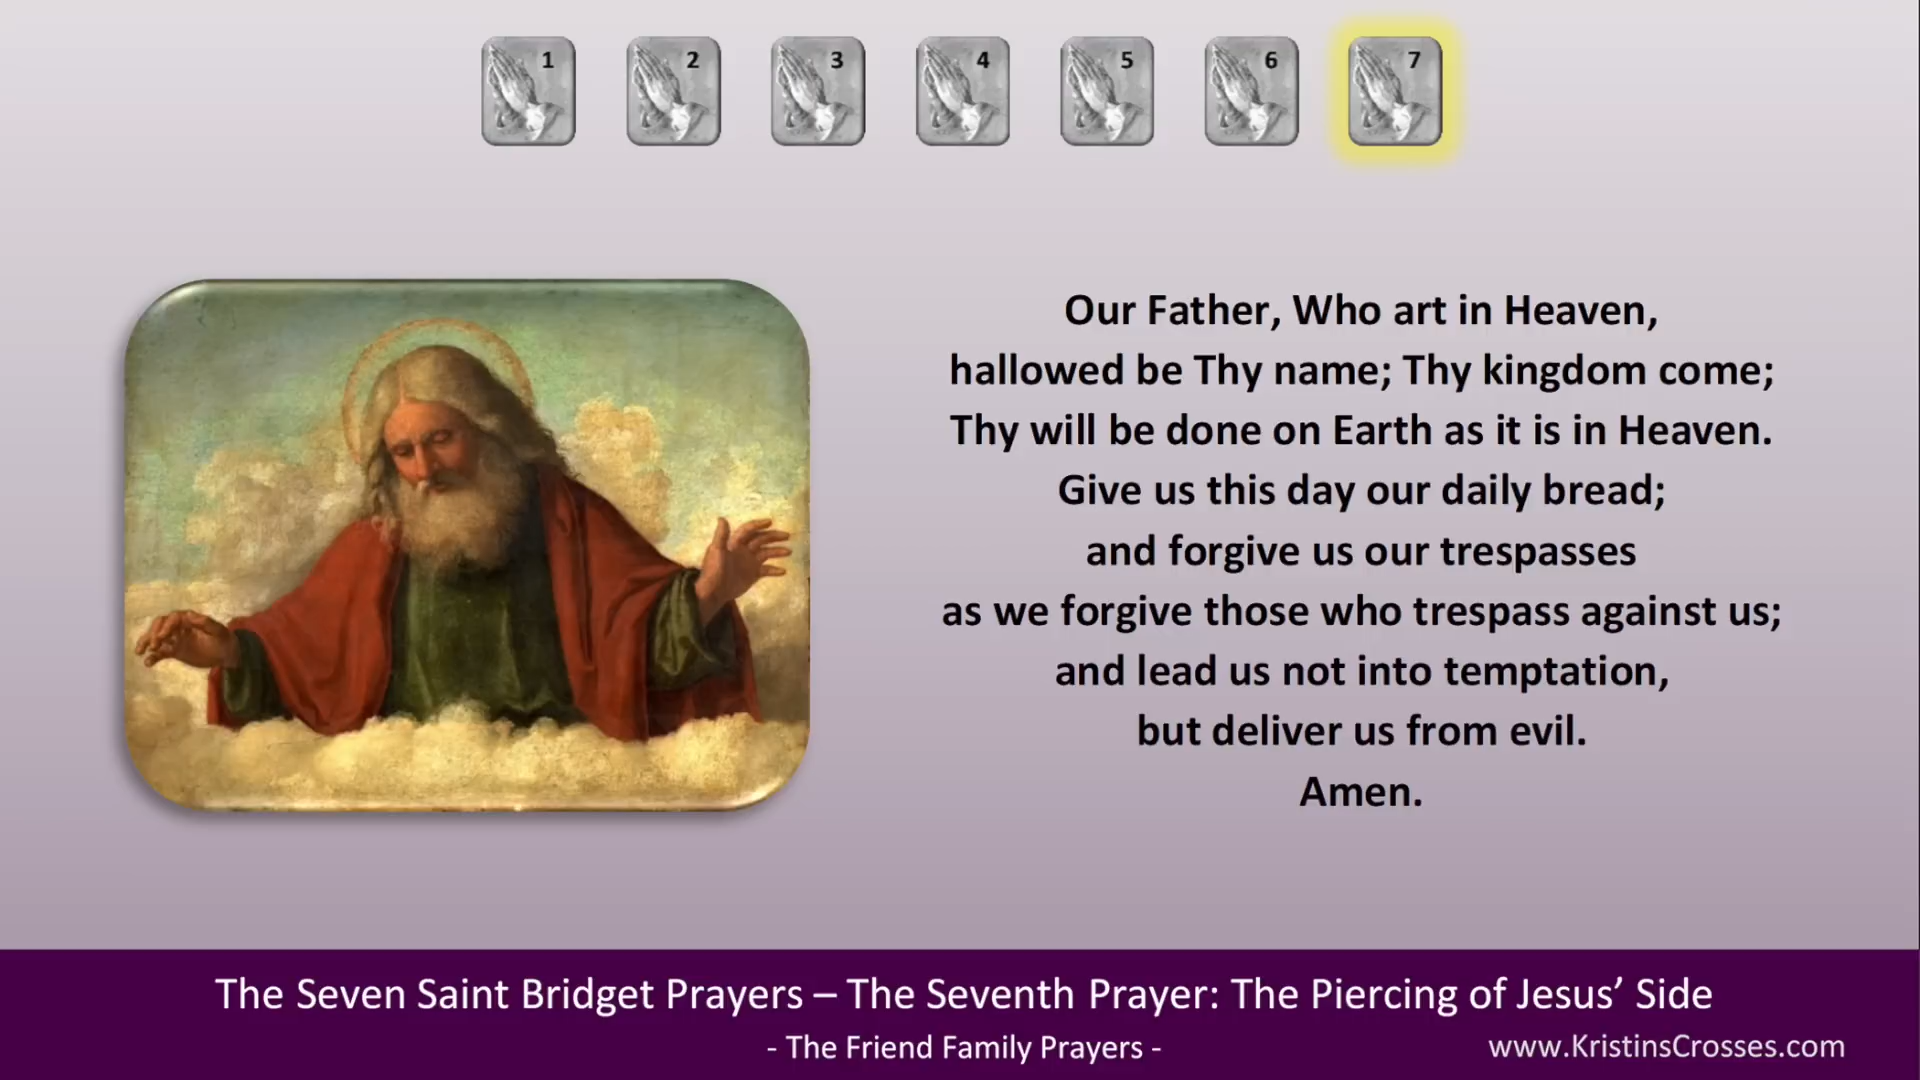 1 2 3 4 5 6 7
Our Father, Who art in Heaven,
hallowed be Thy name; Thy kingdom come;
Thy will be done on Earth as it is in Heaven.
Give us this day our daily bread;
and forgive us our trespasses
as we forgive those who trespass against us;
and lead us not into temptation,
but deliver us from evil.
Amen.
The Seven Saint Bridget Prayers – The Seventh Prayer: The Piercing of Jesus’ Side
- The Friend Family Prayers -
www.KristinsCrosses.com